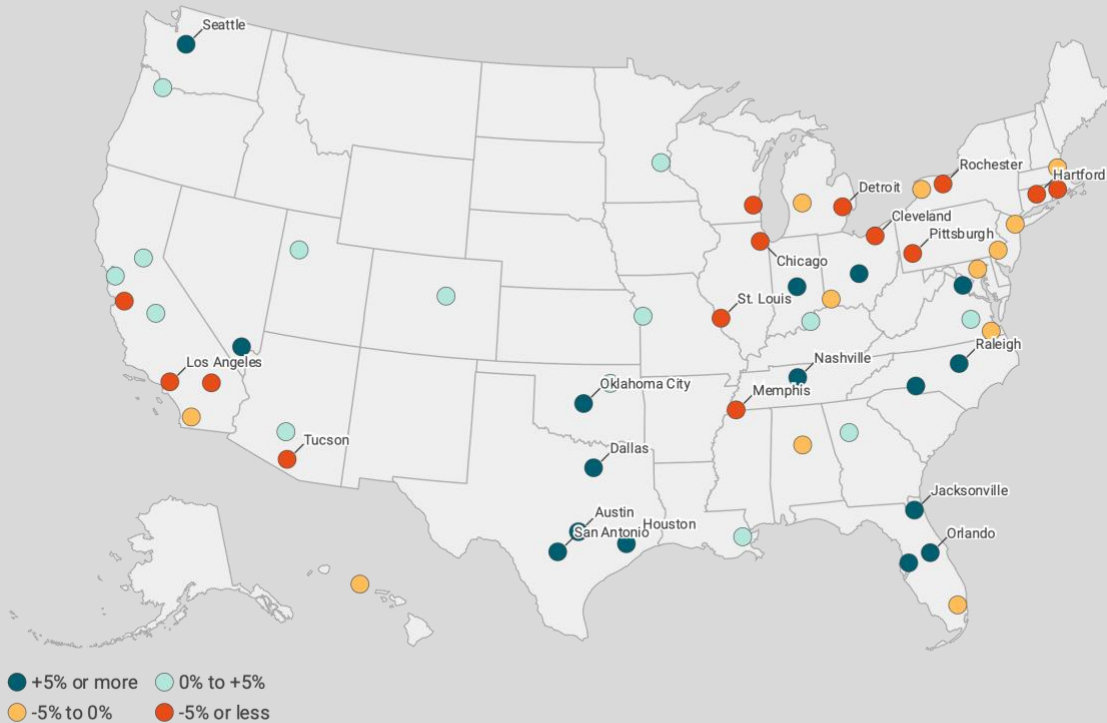 Seattle
Rochester
Hartford
Detroit
Cleveland
Pittsburgh
Chicago
St. Louis
Los Angeles
Nashville
Raleigh
Oklahoma City
Memphis
Tucson
Dallas
Jacksonville
Austin
Houston
San Antonio
Orlando
+5% or more
0% to +5%
-5% to 0%
-5% or less